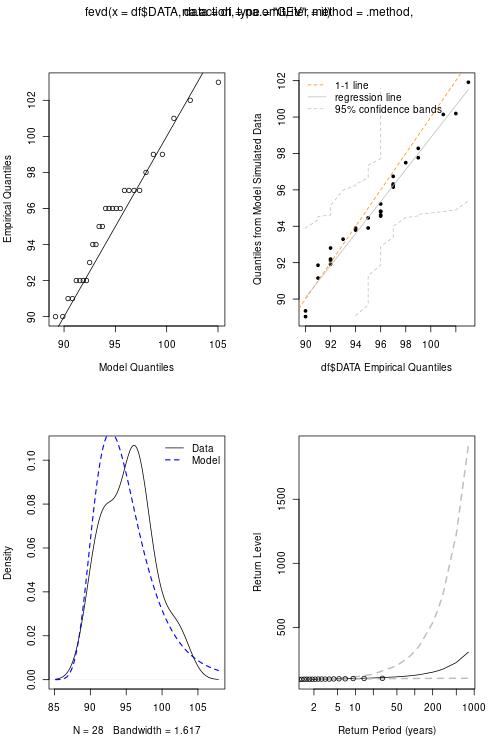 fevd(x = df$DATA,
method = .method,
1-1 line
regression line
95% confidence bands
102
100
98
96
94
92
90
Empirical Quantiles
90 95 100 105
Model Quantiles
102
100
98
96
94
92
90
Quantiles from Model Simulated Data
90 92 94 96 98 100
df$DATA Empirical Quantiles
Data
Model
0.10
0.08
0.06
0.04
0.02
0.00
Density
85 90 95 100 105
N = 28 Bandwidth = 1.617
1500
1000
500
Return Level
2 5 10 50 200 1000
Return Period (years)